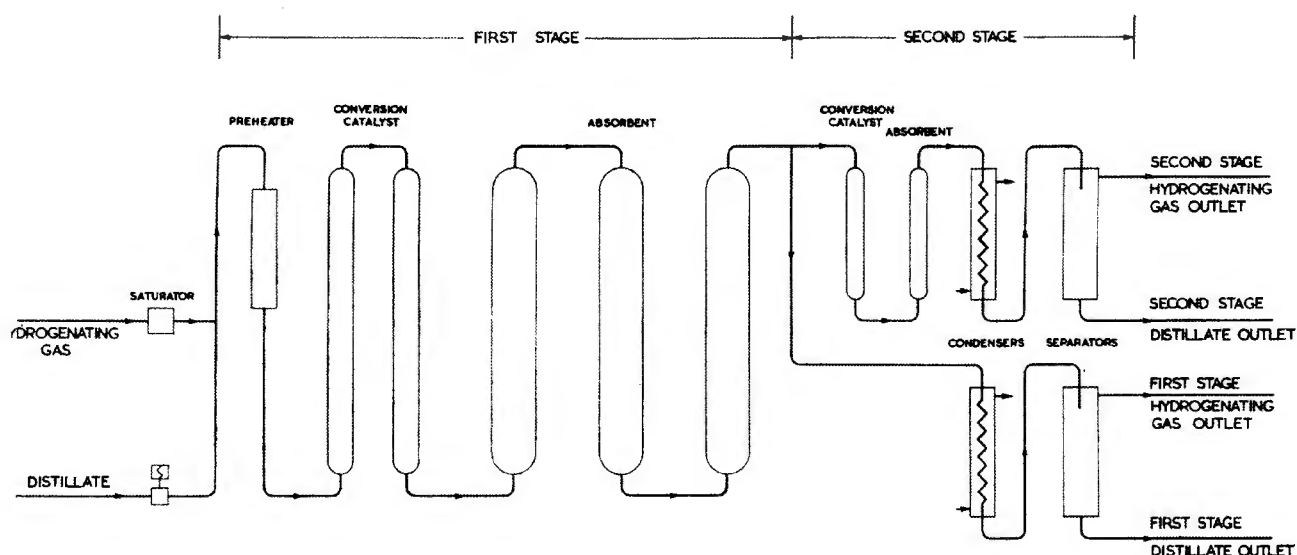 FIRST STAGE
SECOND STAGE
PREHEATER
CONVERSION
CATALYST
ABSORBENT
CONVERSION
CATALYST
ABSORBENT
SECOND STAGE
HYDROGENATING
GAS OUTLET
SATURATOR
YDROGENATING
GAS
SECOND STAGE
DISTILLATE OUTLET
CONDENSERS
SEPARATORS
FIRST STAGE
HYDROGENATING
GAS OUTLET
DISTILLATE
FIRST STAGE
DISTILLATE OUTLET